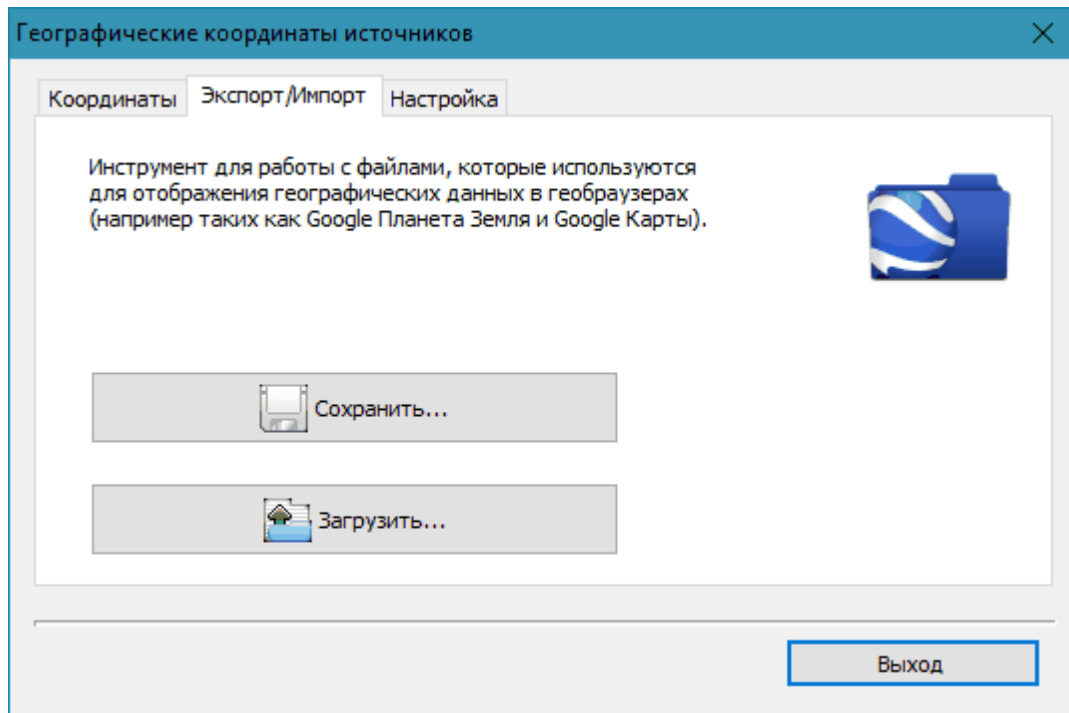 Географические координаты источников
Координаты
Экспорт/Импорт
Настройка
Инструмент для работы с файлами, которые используются
для отображения географических данных в геобраузерах
(например таких как Google Планета Земля и Google Карты).
Сохранить...
Загрузить...
Выход